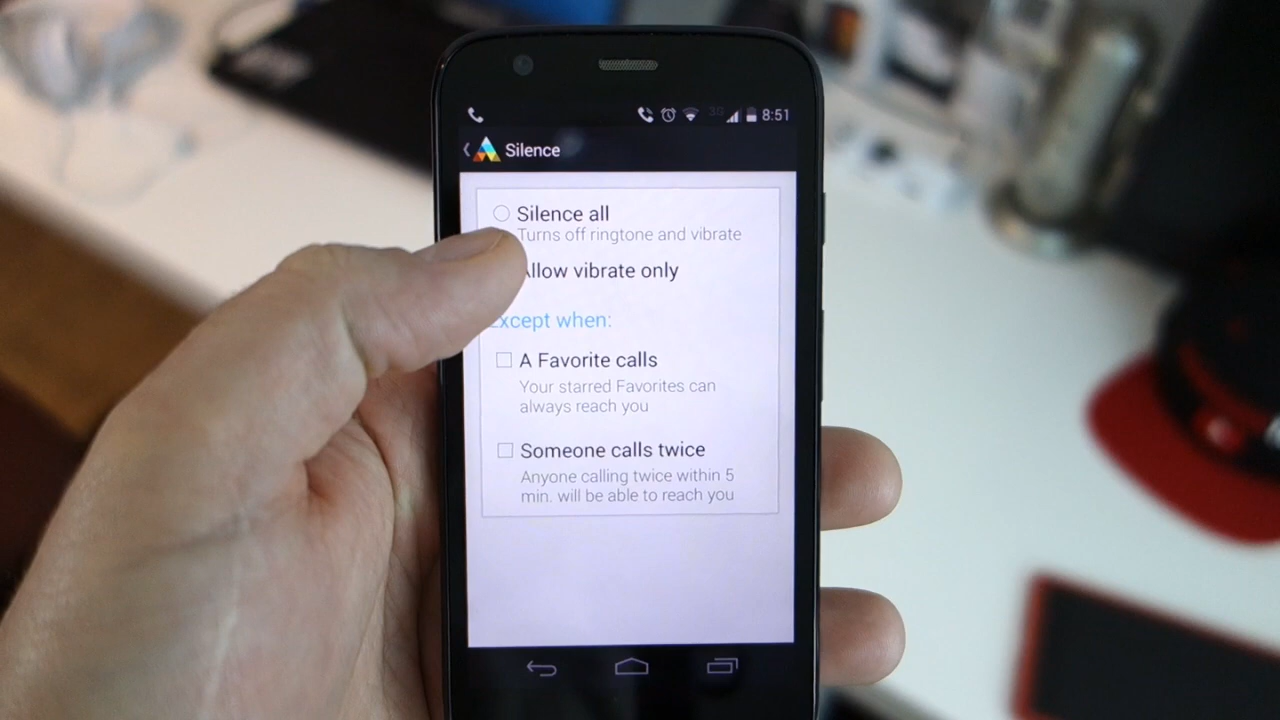 3G 8:51
Silence
Silence all
Turns off ringtone and vibrate
Allow vibrate only
Except when:
A Favorite calls
Your starred Favorites can
always reach you
Someone calls twice
Anyone calling twice within 5
min. will be able to reach you